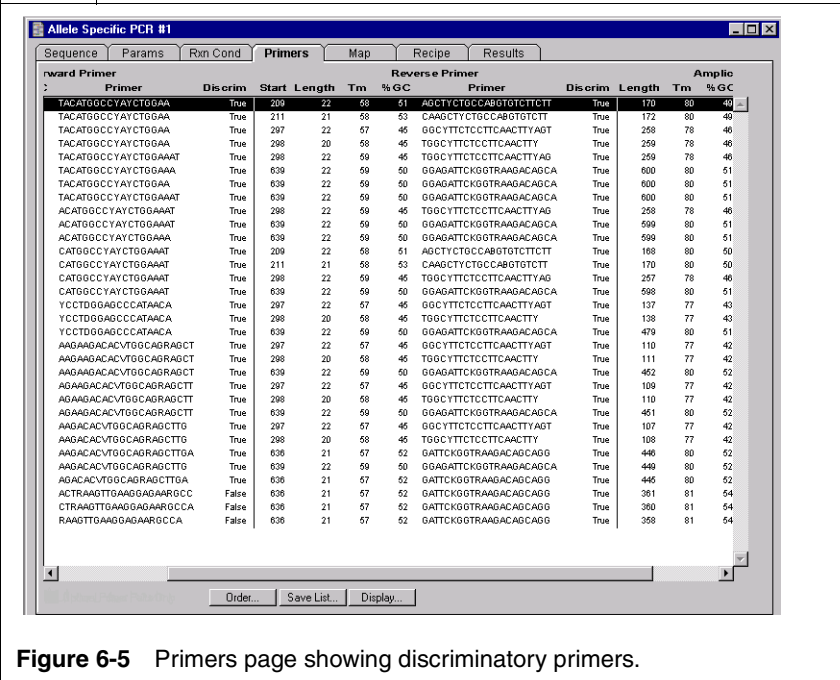 Allele Specific PCR #1
Sequence Params Rxn Cond Primers Map Recipe Results
rward Primer Reverse Primer Amplic
Primer Discrim Start Length Tm %GC Primer Discrim Length Tm %GC
TACATGGCCYAYCTGGAA True 209 22 58 51 AGCTYCTGCCABGTGTCTTCTT True 170 80 49
TACATGGCCYAYCTGGAA True 211 21 58 53 CAAGCTYCTGCCABGTGTCTT True 172 80 49
TACATGGCCYAYCTGGAA True 297 22 57 45 GGCYTTCTCCTTCAACTTYAGT True 258 78 46
TACATGGCCYAYCTGGAA True 298 20 58 45 TGGCYTTCTCCTTCAACTTY True 259 78 46
TACATGGCCYAYCTGGAAAT True 298 22 59 45 TGGCYTTCTCCTTCAACTTYAG True 259 78 46
TACATGGCCYAYCTGGAAA True 639 22 59 50 GGAGATTCKGGTRAAGACAGCA True 600 80 51
TACATGGCCYAYCTGGAA True 639 22 59 50 GGAGATTCKGGTRAAGACAGCA True 600 80 51
TACATGGCCYAYCTGGAAAT True 639 22 59 50 GGAGATTCKGGTRAAGACAGCA True 600 80 51
ACATGGCCYAYCTGGAAAT True 298 22 59 45 TGGCYTTCTCCTTCAACTTYAG True 258 78 46
ACATGGCCYAYCTGGAAAT True 639 22 59 50 GGAGATTCKGGTRAAGACAGCA True 599 80 51
ACATGGCCYAYCTGGAAA True 639 22 59 50 GGAGATTCKGGTRAAGACAGCA True 599 80 51
CATGGCCYAYCTGGAAAT True 209 22 58 51 AGCTYCTGCCABGTGTCTTCTT True 168 80 50
CATGGCCYAYCTGGAAAT True 211 21 58 53 CAAGCTYCTGCCABGTGTCTT True 170 80 50
CATGGCCYAYCTGGAAAT True 298 22 59 45 TGGCYTTCTCCTTCAACTTYAG True 257 78 46
CATGGCCYAYCTGGAAAT True 639 22 59 50 GGAGATTCKGGTRAAGACAGCA True 598 80 51
YCCTDGGAGCCCATAACA True 297 22 57 45 GGCYTTCTCCTTCAACTTYAGT True 137 77 43
YCCTDGGAGCCCATAACA True 298 20 58 45 TGGCYTTCTCCTTCAACTTY True 138 77 43
YCCTDGGAGCCCATAACA True 639 22 59 50 GGAGATTCKGGTRAAGACAGCA True 479 80 51
AAGAAGACACVTGGCAGRAGCT True 297 22 57 45 GGCYTTCTCCTTCAACTTYAGT True 110 77 42
AAGAAGACACVTGGCAGRAGCT True 298 20 58 45 TGGCYTTCTCCTTCAACTTY True 111 77 42
AAGAAGACACVTGGCAGRAGCT True 639 22 59 50 GGAGATTCKGGTRAAGACAGCA True 452 80 52
AGAAGACACVTGGCAGRAGCTT True 297 22 57 45 GGCYTTCTCCTTCAACTTYAGT True 109 77 42
AGAAGACACVTGGCAGRAGCTT True 298 20 58 45 TGGCYTTCTCCTTCAACTTY True 110 77 42
AGAAGACACVTGGCAGRAGCTT True 639 22 59 50 GGAGATTCKGGTRAAGACAGCA True 451 80 52
AAGACACVTGGCAGRAGCTTG True 297 22 57 45 GGCYTTCTCCTTCAACTTYAGT True 107 77 42
AAGACACVTGGCAGRAGCTTG True 298 20 58 45 TGGCYTTCTCCTTCAACTTY True 108 77 42
AAGACACVTGGCAGRAGCTTGA True 636 21 57 52 GATTCKGGTRAAGACAGCAGG True 446 80 52
AAGACACVTGGCAGRAGCTTG True 639 22 59 50 GGAGATTCKGGTRAAGACAGCA True 449 80 52
AGACACVTGGCAGRAGCTTGA True 636 21 57 52 GATTCKGGTRAAGACAGCAGG True 445 80 52
ACTRAAGTTGAAGGAGAARGCC False 636 21 57 52 GATTCKGGTRAAGACAGCAGG True 361 81 54
CTRAAGTTGAAGGAGAARGCCA False 636 21 57 52 GATTCKGGTRAAGACAGCAGG True 360 81 54
RAAGTTGAAGGAGAARGCCA False 636 21 57 52 GATTCKGGTRAAGACAGCAGG True 358 81 54
Order... Save List... Display...
Figure 6-5 Primers page showing discriminatory primers.